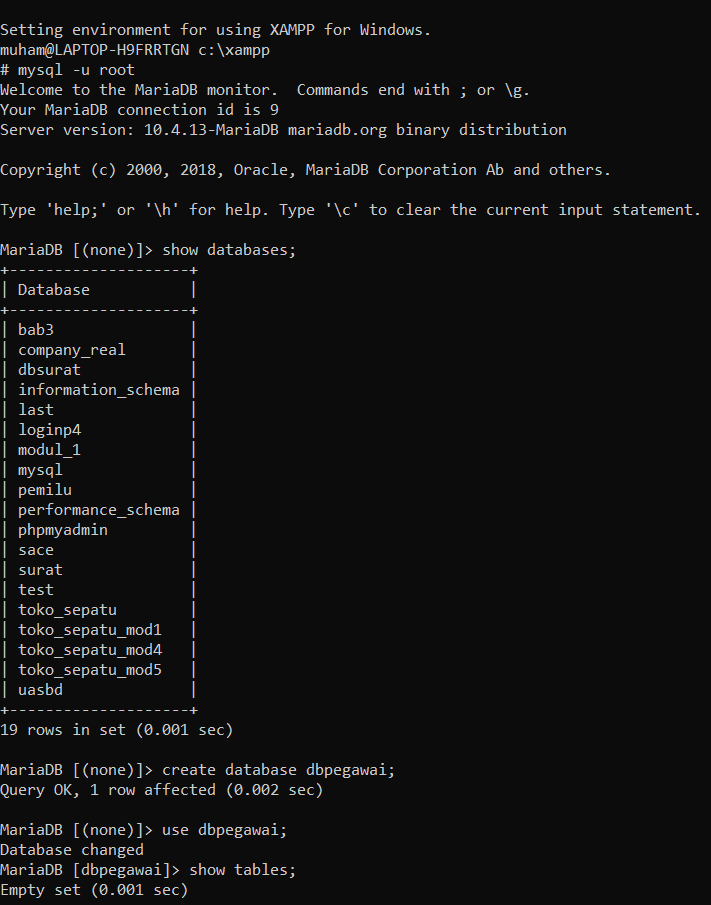 Setting environment for using XAMPP for Windows.
muham@LAPTOP-H9FRRTGN c:\xampp
# mysql -u root
Welcome to the MariaDB monitor.  Commands end with ; or \g.
Your MariaDB connection id is 9
Server version: 10.4.13-MariaDB mariadb.org binary distribution

Copyright (c) 2000, 2018, Oracle, MariaDB Corporation Ab and others.

Type 'help;' or '\h' for help. Type '\c' to clear the current input statement.

MariaDB [(none)]> show databases;
+--------------------+
| Database           |
+--------------------+
| bab3               |
| company_real       |
| dbsurat            |
| information_schema |
| last               |
| loginp4            |
| modul_1            |
| mysql              |
| pemilu             |
| performance_schema |
| phpmyadmin         |
| sace               |
| surat              |
| test               |
| toko_sepatu        |
| toko_sepatu_mod1   |
| toko_sepatu_mod4   |
| toko_sepatu_mod5   |
| uasbd              |
+--------------------+
19 rows in set (0.001 sec)

MariaDB [(none)]> create database dbpegawai;
Query OK, 1 row affected (0.002 sec)

MariaDB [(none)]> use dbpegawai;
Database changed
MariaDB [dbpegawai]> show tables;
Empty set (0.001 sec)